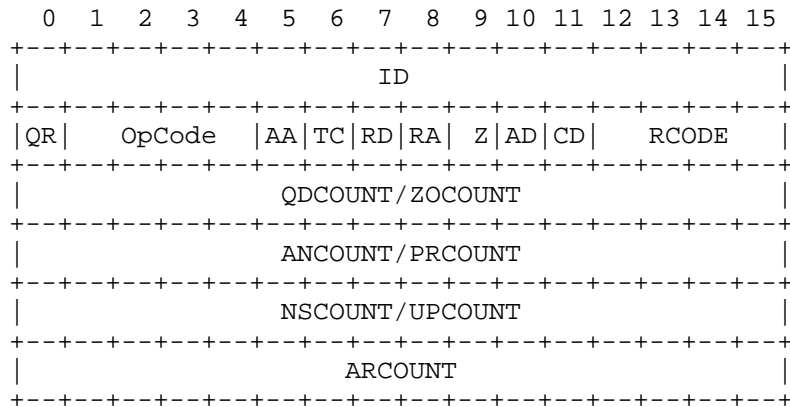 0 1 2 3 4 5 6 7 8 9 10 11 12 13 14 15
+--+--+--+--+--+--+--+--+--+--+--+--+--+--+--+--+
| ID |
+--+--+--+--+--+--+--+--+--+--+--+--+--+--+--+--+
|QR| OpCode |AA|TC|RD|RA| Z|AD|CD| RCODE |
+--+--+--+--+--+--+--+--+--+--+--+--+--+--+--+--+
| QDCOUNT/ZOCOUNT |
+--+--+--+--+--+--+--+--+--+--+--+--+--+--+--+--+
| ANCOUNT/PRCOUNT |
+--+--+--+--+--+--+--+--+--+--+--+--+--+--+--+--+
| NSCOUNT/UPCOUNT |
+--+--+--+--+--+--+--+--+--+--+--+--+--+--+--+--+
| ARCOUNT |
+--+--+--+--+--+--+--+--+--+--+--+--+--+--+--+--+